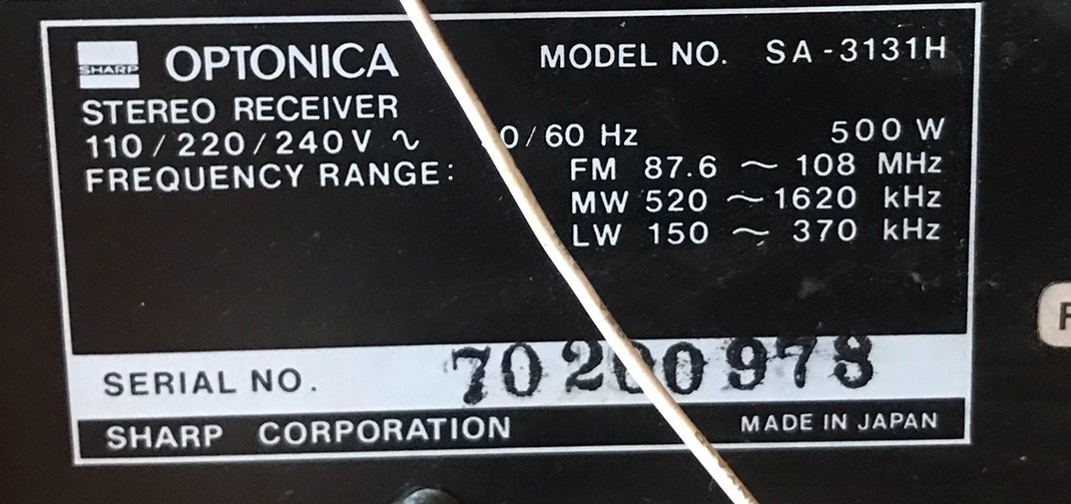 SHARP OPTONICA MODEL NO. SA-3131H
STEREO RECEIVER
110/220/240V ∿ 0/60 Hz 500 W
FREQUENCY RANGE: FM 87.6 ~ 108 MHz
MW 520 ~ 1620 kHz
LW 150 ~ 370 kHz
SERIAL NO. 70200978
SHARP CORPORATION MADE IN JAPAN